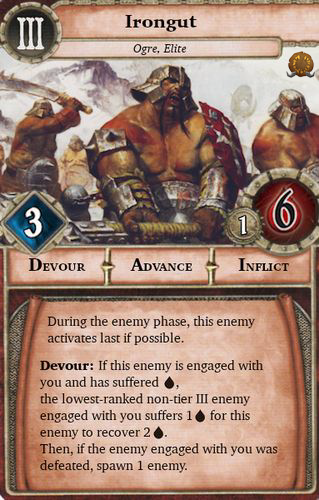 III
Irongut
Ogre, Elite
3
1
6
DEVOUR ADVANCE INFLICT
During the enemy phase, this enemy
activates last if possible.
Devour: If this enemy is engaged with
you and has suffered
,
the lowest-ranked non-tier III enemy
engaged with you suffers 1 for this
enemy to recover 2.
Then, if the enemy engaged with you was
defeated, spawn 1 enemy.